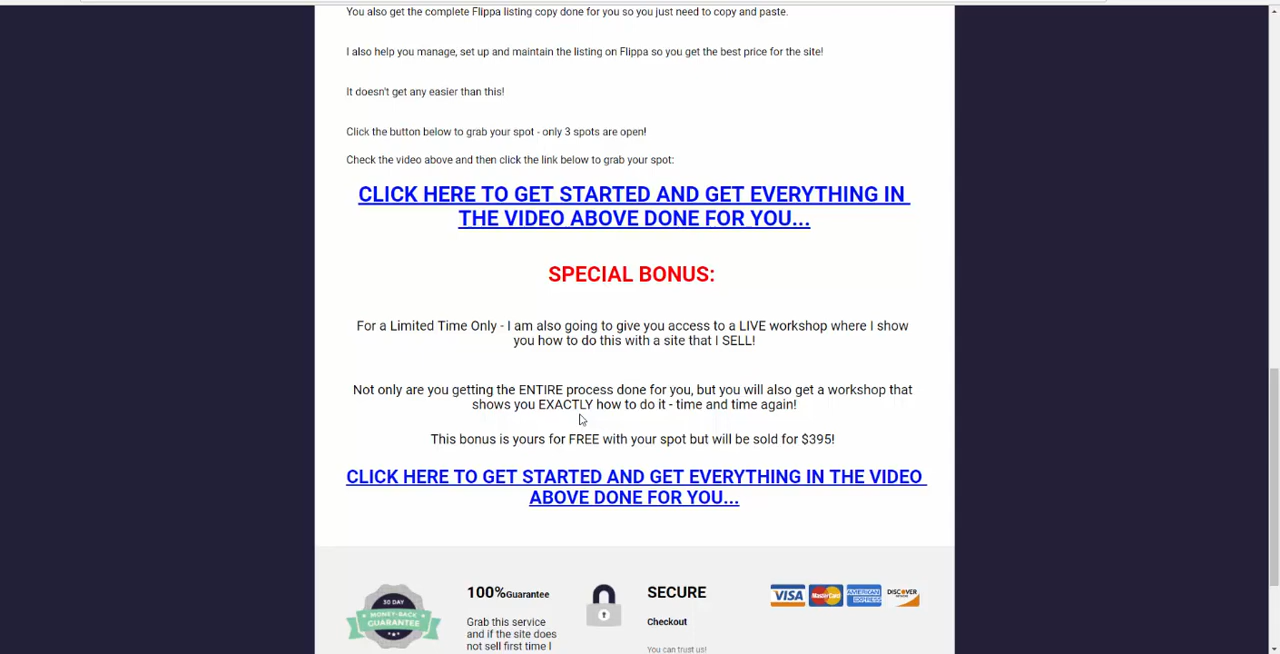 You also get the complete Flippa listing copy done for you so you just need to copy and paste.
I also help you manage, set up and maintain the listing on Flippa so you get the best price for the site!
It doesn't get any easier than this!
Click the button below to grab your spot - only 3 spots are open!
Check the video above and then click the link below to grab your spot:
CLICK HERE TO GET STARTED AND GET EVERYTHING IN
THE VIDEO ABOVE DONE FOR YOU...
SPECIAL BONUS:
For a Limited Time Only - I am also going to give you access to a LIVE workshop where I show
you how to do this with a site that I SELL!
Not only are you getting the ENTIRE process done for you, but you will also get a workshop that
shows you EXACTLY how to do it - time and time again!
This bonus is yours for FREE with your spot but will be sold for $395!
CLICK HERE TO GET STARTED AND GET EVERYTHING IN THE VIDEO
ABOVE DONE FOR YOU...
30 DAY
MONEY-BACK
GUARANTEE
100%Guarantee
Grab this service
and if the site does
not sell first time I
SECURE
Checkout
You can trust us!
VISA
MasterCard
AMERICAN
EXPRESS
DISCOVER